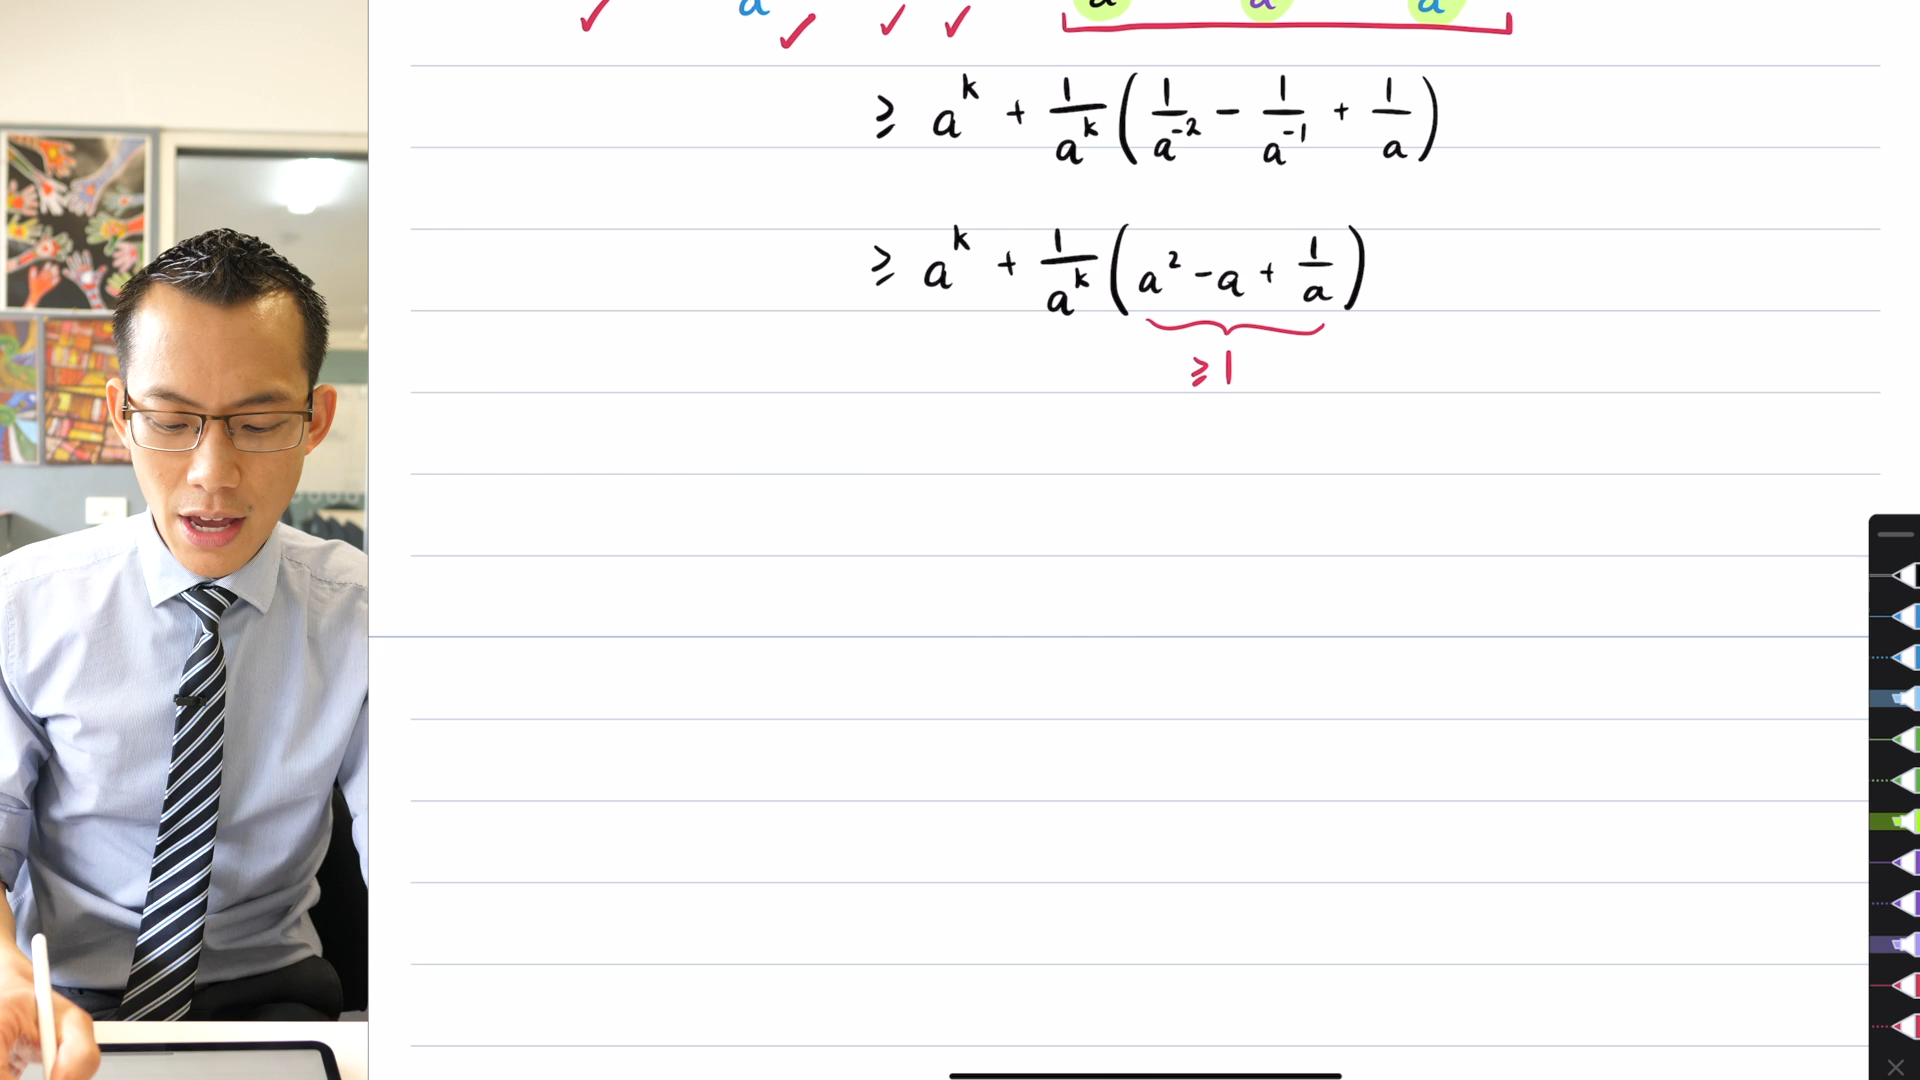 a a a a
≥ a^k + 1/a^k (1/a^-2 - 1/a^-1 + 1/a)
≥ a^k + 1/a^k (a^2 - a + 1/a)
≥ 1